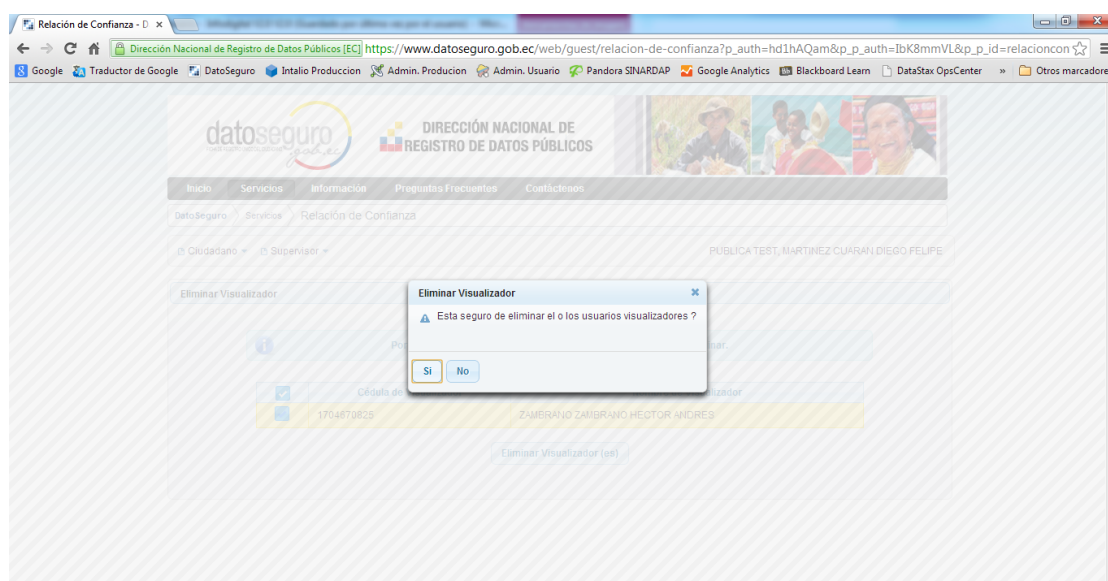 Relación de Confianza - D
Dirección Nacional de Registro de Datos Públicos [EC] https://www.datoseguro.gob.ec/web/guest/relacion-de-confianza?p_auth=hd1hAQam&p_p_auth=IbK8mmVL&p_p_id=relacioncon
Google Traductor de Google DatoSeguro Intalio Produccion Admin. Producion Admin. Usuario Pandora SINARDAP Google Analytics Blackboard Learn DataStax OpsCenter » Otros marcadore
datoseguro
gob.ec
DIRECCIÓN NACIONAL DE
REGISTRO DE DATOS PÚBLICOS
Inicio Servicios Información Preguntas Frecuentes Contáctenos
DatoSeguro Servicios Relación de Confianza
Ciudadano Supervisor PUBLICA TEST, MARTINEZ CUARAN DIEGO FELIPE
Eliminar Visualizador
Eliminar Visualizador
Esta seguro de eliminar el o los usuarios visualizadores ?
Si No
Cédula de
1704670825 ZAMBRANO ZAMBRANO HECTOR ANDRES
Eliminar Visualizador (es)